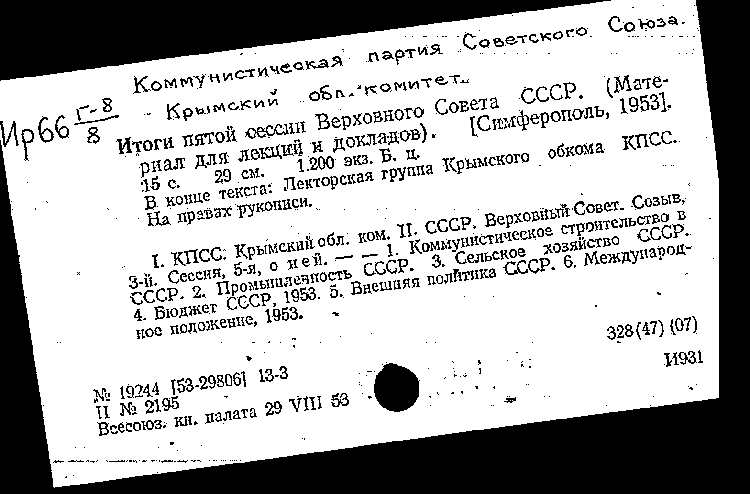 Коммунистическая партия Советского Союза.
Крымский обл. комитет.
Ир66 Г-8/8
Итоги пятой сессии Верховного Совета СССР. (Мате-
риал для лекций и докладов). [Симферополь, 1953].
15 с. 29 см. 1.200 экз. Б. ц.
В конце текста: Лекторская группа Крымского обкома КПСС.
На правах рукописи.
I. КПСС. Крымский обл. ком. II. СССР. Верховный Совет. Созыв,
3-й. Сессия, 5-я, о ней. — — 1. Коммунистическое строительство в
СССР. 2. Промышленность СССР. 3. Сельское хозяйство СССР.
4. Бюджет СССР, 1953. 5. Внешняя политика СССР. 6. Международ-
ное положение, 1953.
328(47) (07)
№ 19244 [53-29806] 13-3
И931
П № 2195
Всесоюз. кн. палата 29 VIII 53